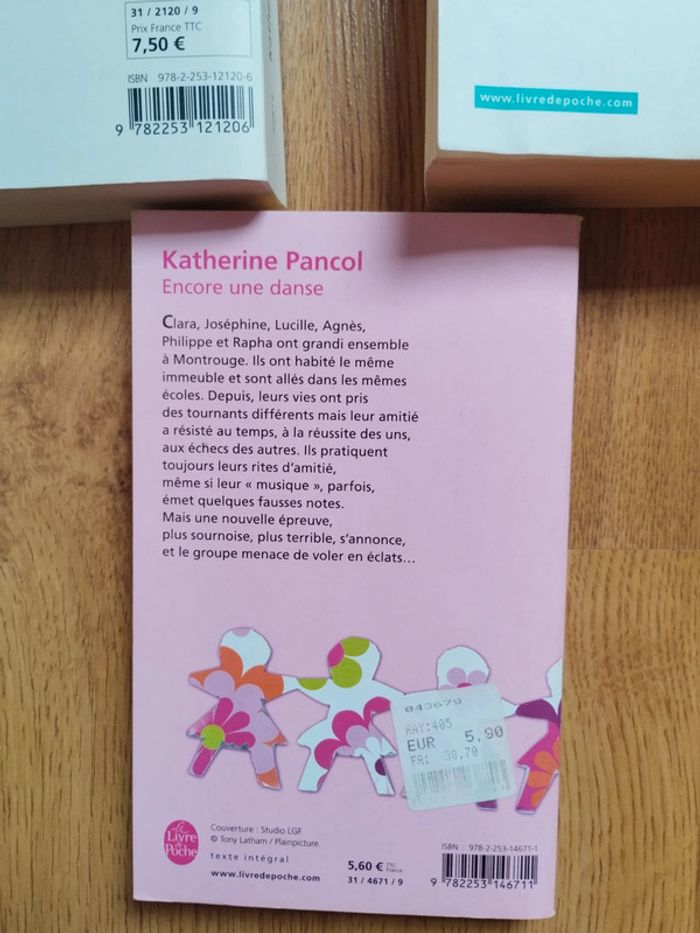 31 / 2120 / 9
Prix France TTC
7,50 €
ISBN 978-2-253-12120-6
9 782253 121206
www.livredepoche.com
Katherine Pancol
Encore une danse
Clara, Joséphine, Lucille, Agnès,
Philippe et Rapha ont grandi ensemble
à Montrouge. Ils ont habité le même
immeuble et sont allés dans les mêmes
écoles. Depuis, leurs vies ont pris
des tournants différents mais leur amitié
a résisté au temps, à la réussite des uns,
aux échecs des autres. Ils pratiquent
toujours leurs rites d'amitié,
même si leur « musique », parfois,
émet quelques fausses notes.
Mais une nouvelle épreuve,
plus sournoise, plus terrible, s'annonce,
et le groupe menace de voler en éclats…
043679
RAY:405
EUR 5,90
FR: 38,70
Le
Livre
de
Poche
Couverture : Studio LGF.
© Tony Latham / Plainpicture.
texte intégral
www.livredepoche.com
5,60 € TTC
France
31 / 4671 / 9
ISBN : 978-2-253-14671-1
9 782253 146711